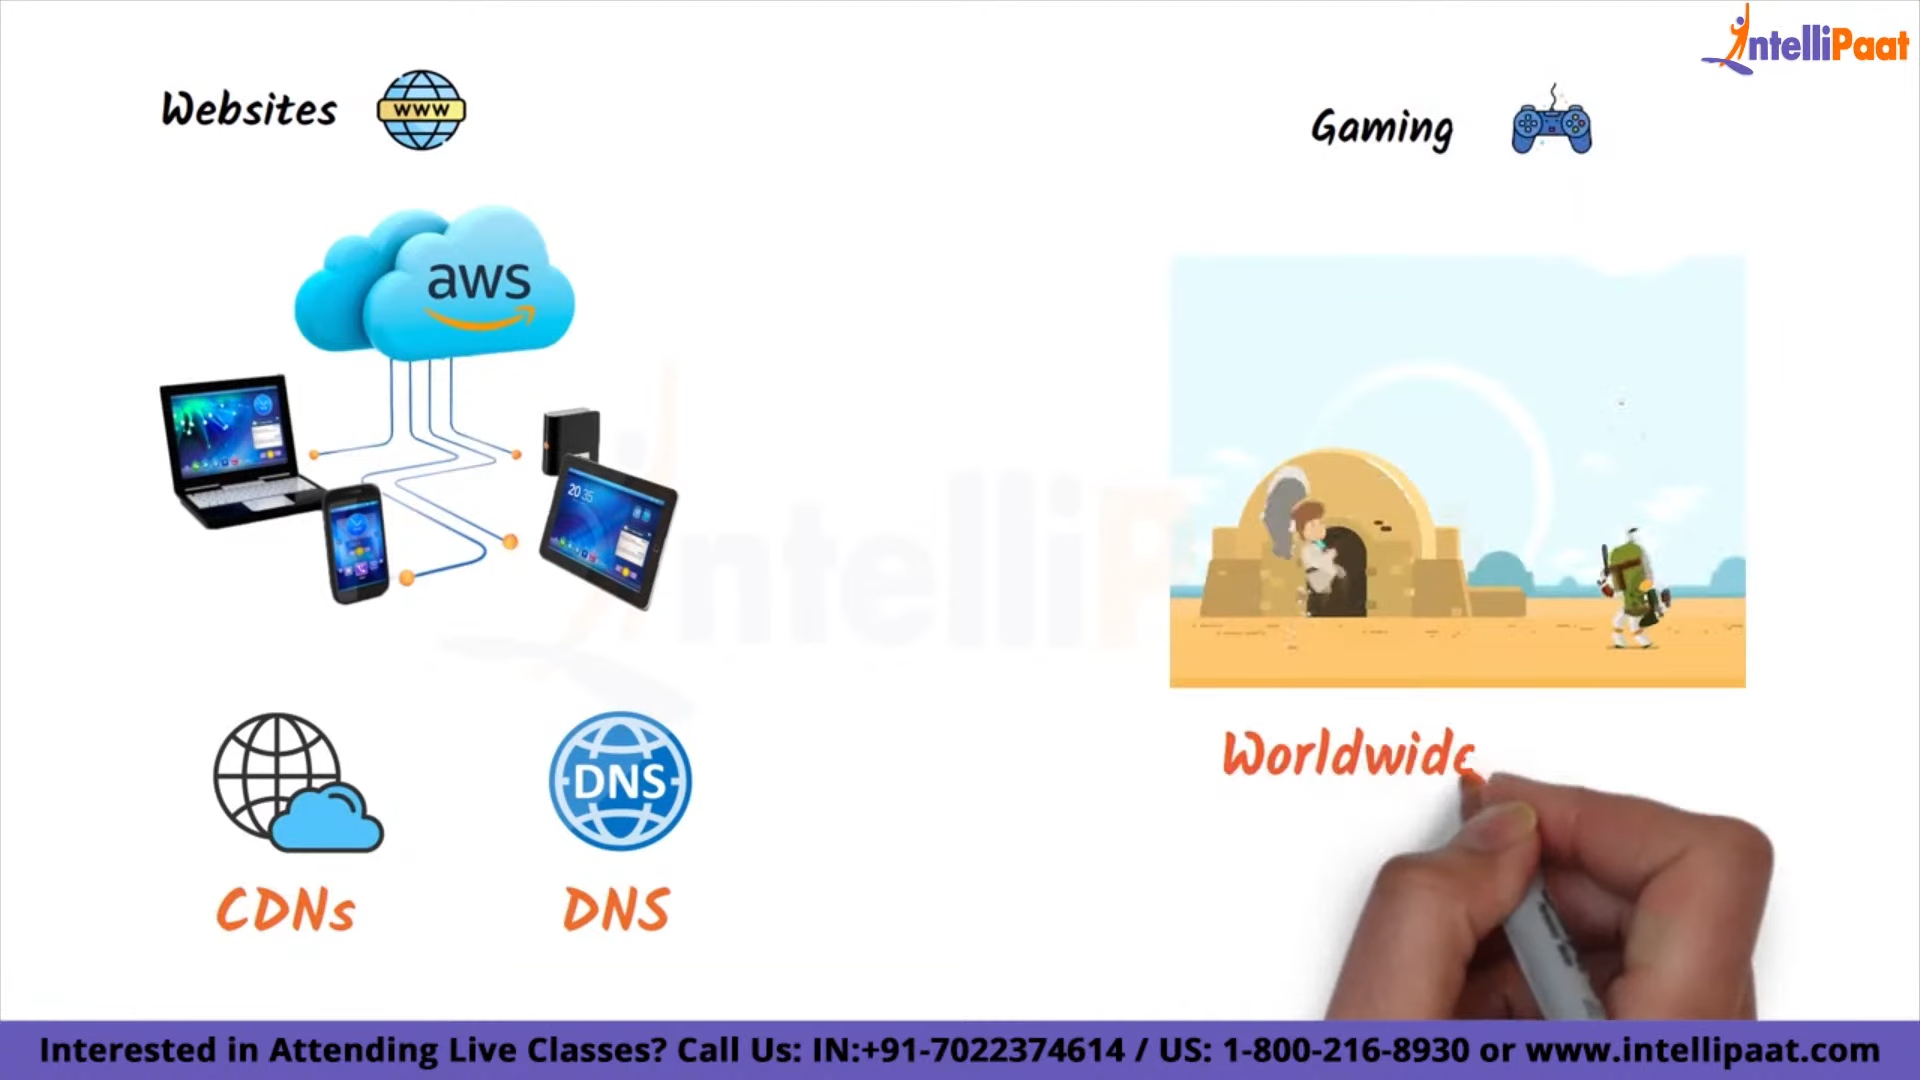 IntelliPaat
Websites
WWW
Gaming
aws
20 35
IntelliPaat
DNS
Worldwide
CDNs
DNS
Interested in Attending Live Classes? Call Us: IN:+91-7022374614 / US: 1-800-216-8930 or www.intellipaat.com